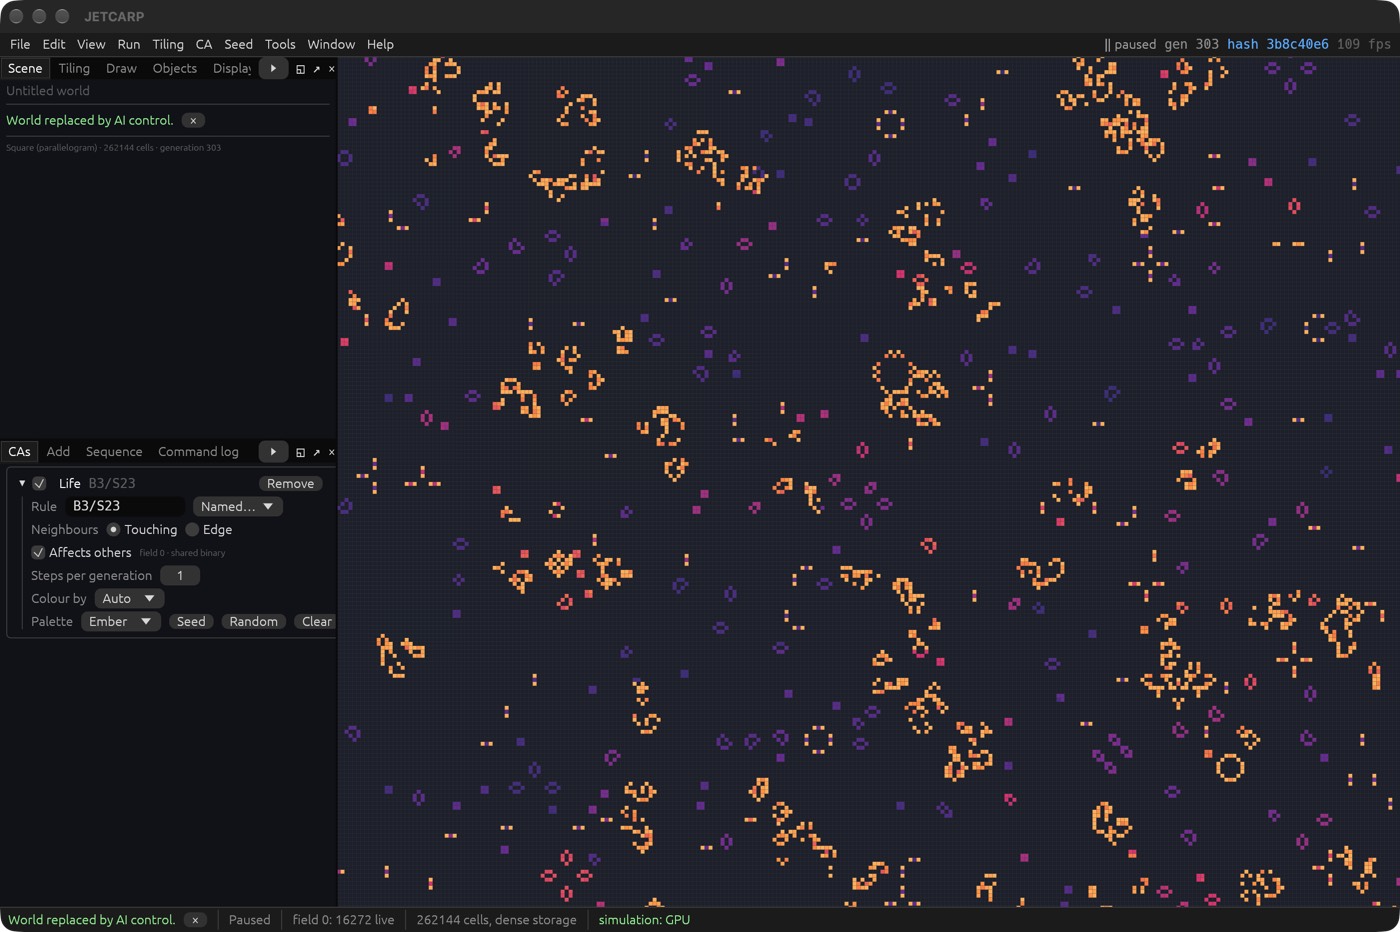 JETCARP
File Edit View Run Tiling CA Seed Tools Window Help
paused gen 303 hash 3b8c40e6 109 fps
Scene Tiling Draw Objects Display
Untitled world
World replaced by AI control. ×
Square (parallelogram) · 262144 cells · generation 303
CAs Add Sequence Command log
Life B3/S23 Remove
Rule B3/S23 Named...
Neighbours Touching Edge
Affects others field 0 · shared binary
Steps per generation 1
Colour by Auto
Palette Ember Seed Random Clear
World replaced by AI control. × Paused field 0: 16272 live 262144 cells, dense storage simulation: GPU